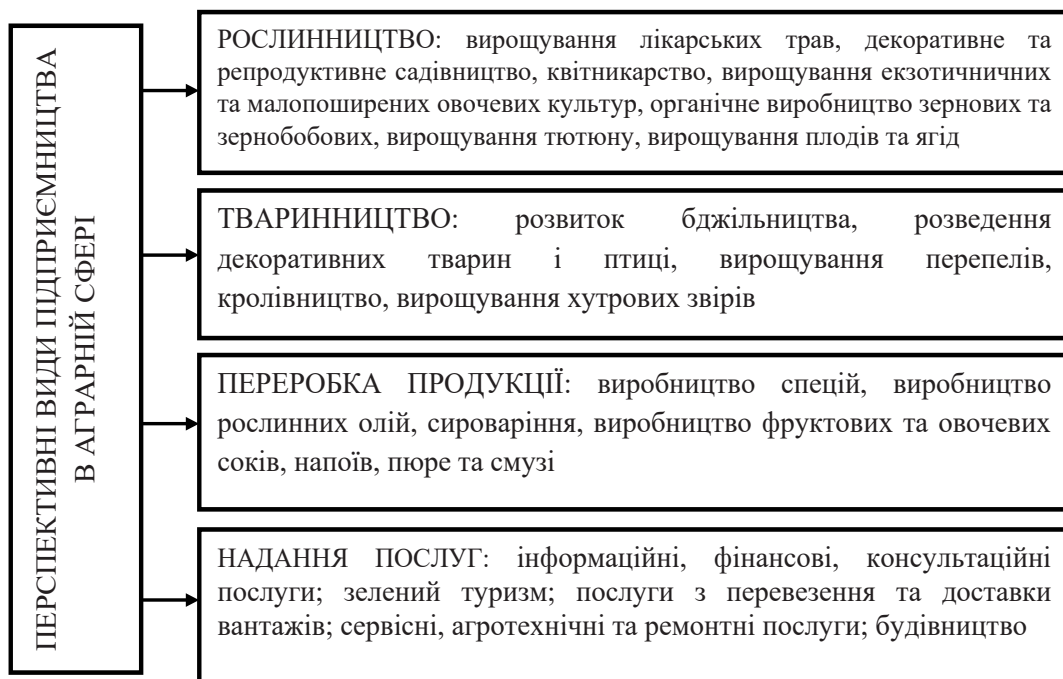 ПЕРСПЕКТИВНІ ВИДИ ПІДПРИЄМНИЦТВА
В АГРАРНІЙ СФЕРІ
РОСЛИННИЦТВО: вирощування лікарських трав, декоративне та
репродуктивне садівництво, квітникарство, вирощування екзотичничних
та малопоширених овочевих культур, органічне виробництво зернових та
зернобобових, вирощування тютюну, вирощування плодів та ягід
ТВАРИННИЦТВО: розвиток бджільництва, розведення
декоративних тварин і птиці, вирощування перепелів,
кролівництво, вирощування хутрових звірів
ПЕРЕРОБКА ПРОДУКЦІЇ: виробництво спецій, виробництво
рослинних олій, сироваріння, виробництво фруктових та овочевих
соків, напоїв, пюре та смузі
НАДАННЯ ПОСЛУГ: інформаційні, фінансові, консультаційні
послуги; зелений туризм; послуги з перевезення та доставки
вантажів; сервісні, агротехнічні та ремонтні послуги; будівництво